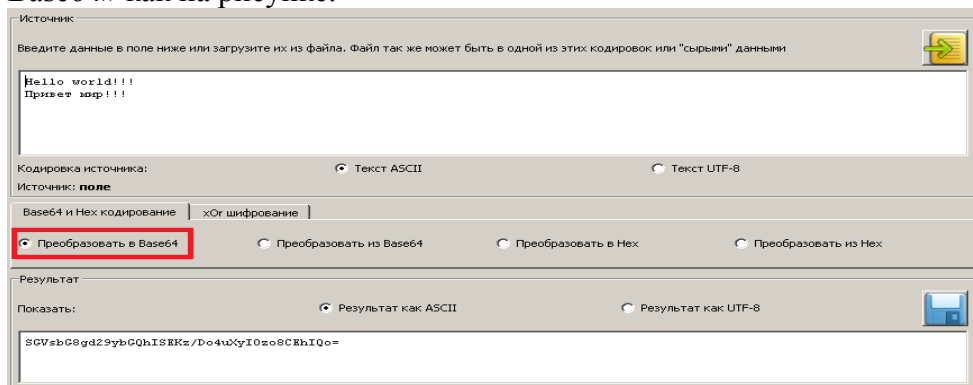 как на рисунке.
Источник
Введите данные в поле ниже или загрузите их из файла. Файл так же может быть в одной из этих кодировок или "сырыми" данными
Hello world!!!
Привет мир!!!
Кодировка источника: Текст ASCII Текст UTF-8
Источник: поле
Base64 и Hex кодирование xOr шифрование
Преобразовать в Base64 Преобразовать из Base64 Преобразовать в Hex Преобразовать из Hex
Результат
Показать: Результат как ASCII Результат как UTF-8
SGVsbG8gd29ybGQhISEKz/Do4uXyIOzo8CEhIQo=